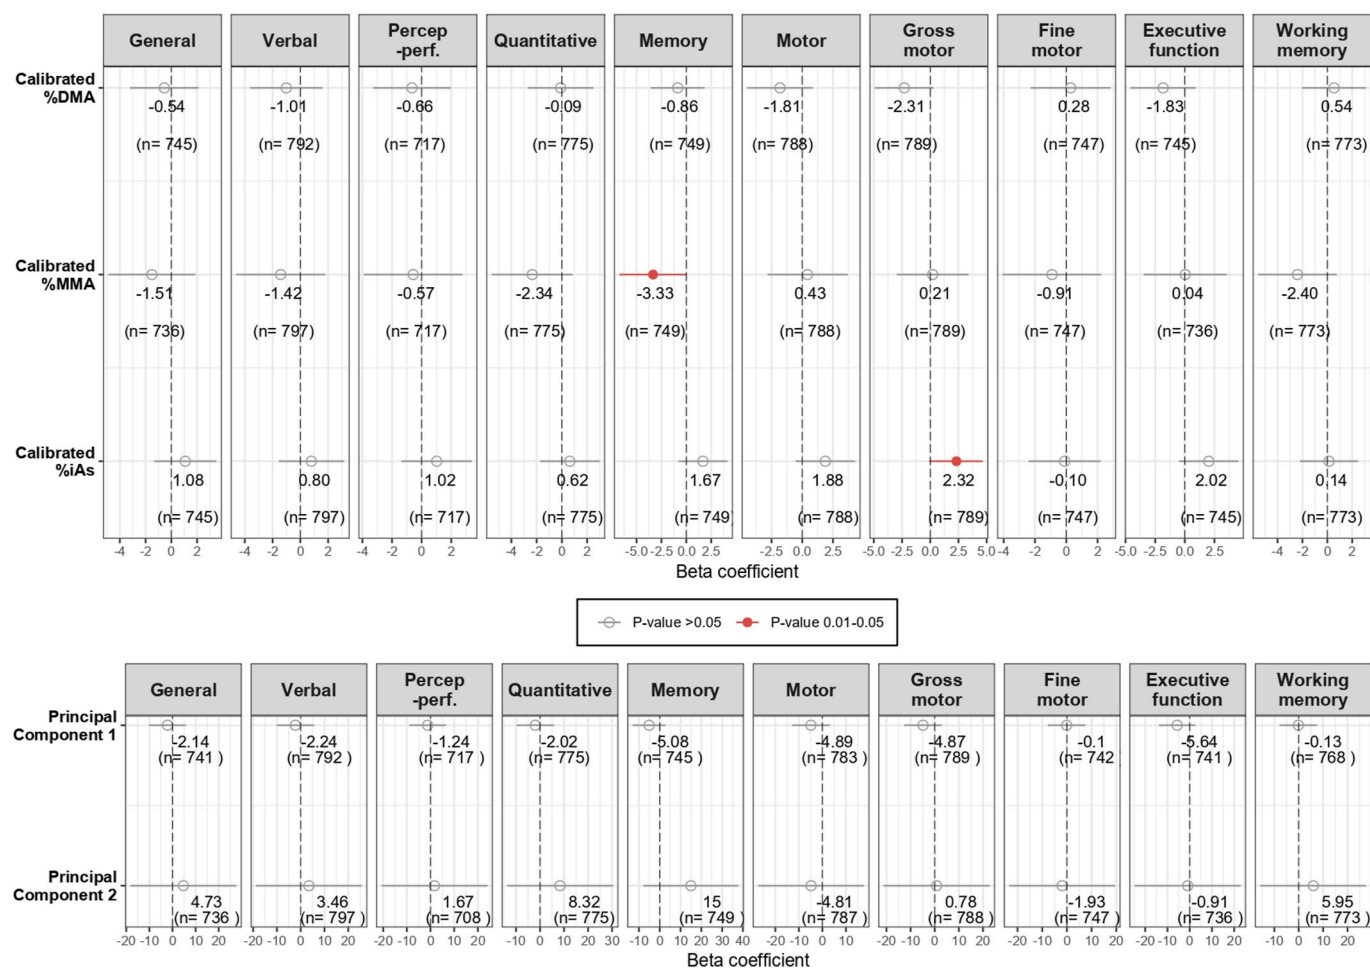 General Verbal Percep -perf. Quantitative Memory Motor Gross motor Fine motor Executive function Working memory
Calibrated %DMA
-0.54 -1.01 -0.66 -0.09 -0.86 -1.81 -2.31 0.28 -1.83 0.54
(n= 745) (n= 792) (n= 717) (n= 775) (n= 749) (n= 788) (n= 789) (n= 747) (n= 745) (n= 773)
Calibrated %MMA
-1.51 -1.42 -0.57 -2.34 -3.33 0.43 0.21 -0.91 0.04 -2.40
(n= 736) (n= 797) (n= 717) (n= 775) (n= 749) (n= 788) (n= 789) (n= 747) (n= 736) (n= 773)
Calibrated %iAs
1.08 0.80 1.02 0.62 1.67 1.88 2.32 -0.10 2.02 0.14
(n= 745) (n= 797) (n= 717) (n= 775) (n= 749) (n= 788) (n= 789) (n= 747) (n= 745) (n= 773)
-4 -2 0 2 -4 -2 0 2 -4 -2 0 2 -4 -2 0 2 -5.0 -2.5 0.0 2.5 -2.5 0.0 2.5 -5.0 -2.5 0.0 2.5 5.0 -4 -2 0 2 -5.0 -2.5 0.0 2.5 -4 -2 0 2
Beta coefficient
P-value >0.05 P-value 0.01-0.05
General Verbal Percep -perf. Quantitative Memory Motor Gross motor Fine motor Executive function Working memory
Principal Component 1
-2.14 -2.24 -1.24 -2.02 -5.08 -4.89 -4.87 -0.1 -5.64 -0.13
(n= 741 ) (n= 792 ) (n= 717 ) (n= 775) (n= 745 ) (n= 783 ) (n= 789 ) (n= 742 ) (n= 741 ) (n= 768 )
Principal Component 2
4.73 3.46 1.67 8.32 15 -4.81 0.78 -1.93 -0.91 5.95
(n= 736 ) (n= 797 ) (n= 708 ) (n= 775) (n= 749 ) (n= 787 ) (n= 788 ) (n= 747 ) (n= 736 ) (n= 773 )
-20 -10 0 10 20 -10 0 10 20 -20 -10 0 10 20 -10 0 10 20 30 -10 0 10 20 30 40 -20 -10 0 10 -20 -10 0 10 20 -20 -10 0 10 20 -20 -10 0 10 20 -10 0 10 20
Beta coefficient